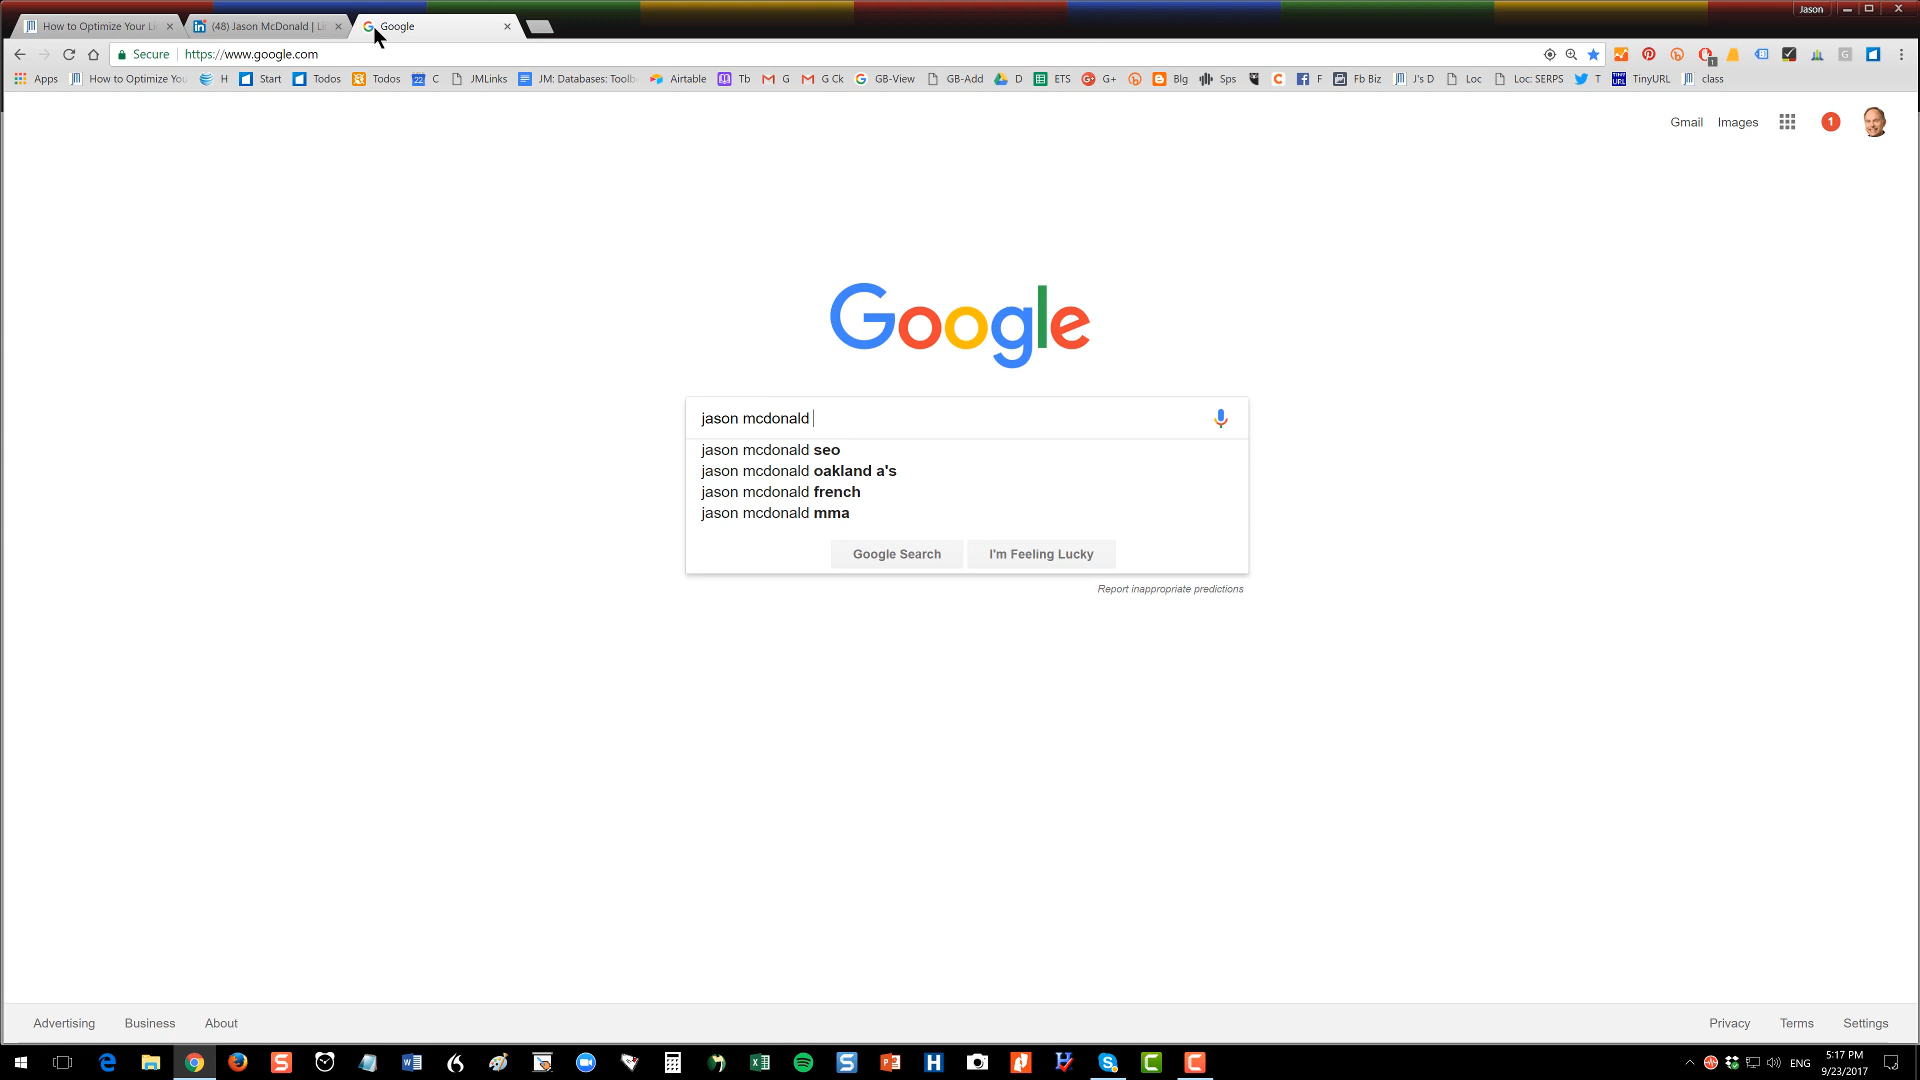 How to Optimize Your Li
(48) Jason McDonald | Li
Google
Jason
Secure
https://www.google.com
Apps
How to Optimize You
H
Start
Todos
Todos
22
C
JMLinks
JM: Databases: Toolb
Airtable
Tb
G
G Ck
GB-View
GB-Add
D
ETS
G+
Blg
Sps
F
Fb Biz
J's D
Loc
Loc: SERPS
T
TinyURL
class
Gmail
Images
1
Google
jason mcdonald
jason mcdonald seo
jason mcdonald oakland a's
jason mcdonald french
jason mcdonald mma
Google Search
I'm Feeling Lucky
Report inappropriate predictions
Advertising
Business
About
Privacy
Terms
Settings
ENG
5:17 PM
9/23/2017